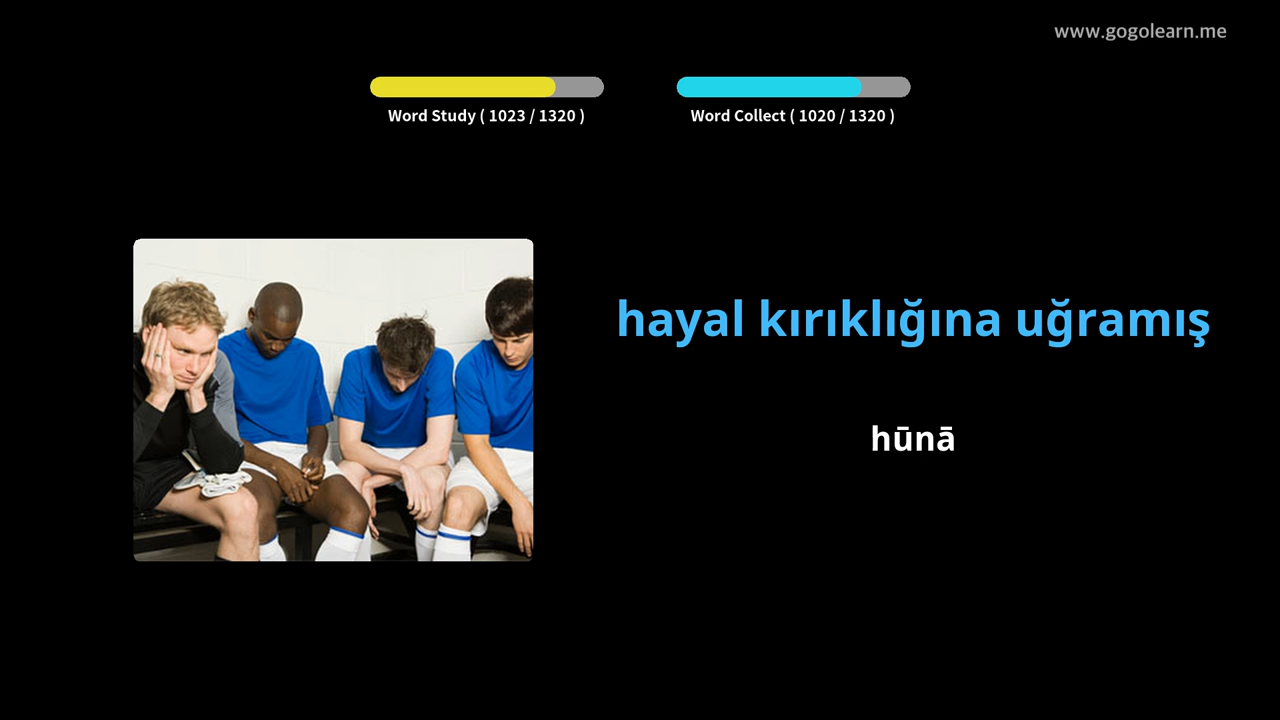 www.gogolearn.me
Word Study ( 1023 / 1320 )
Word Collect ( 1020 / 1320 )
hayal kırıklığına uğramış
hūnā